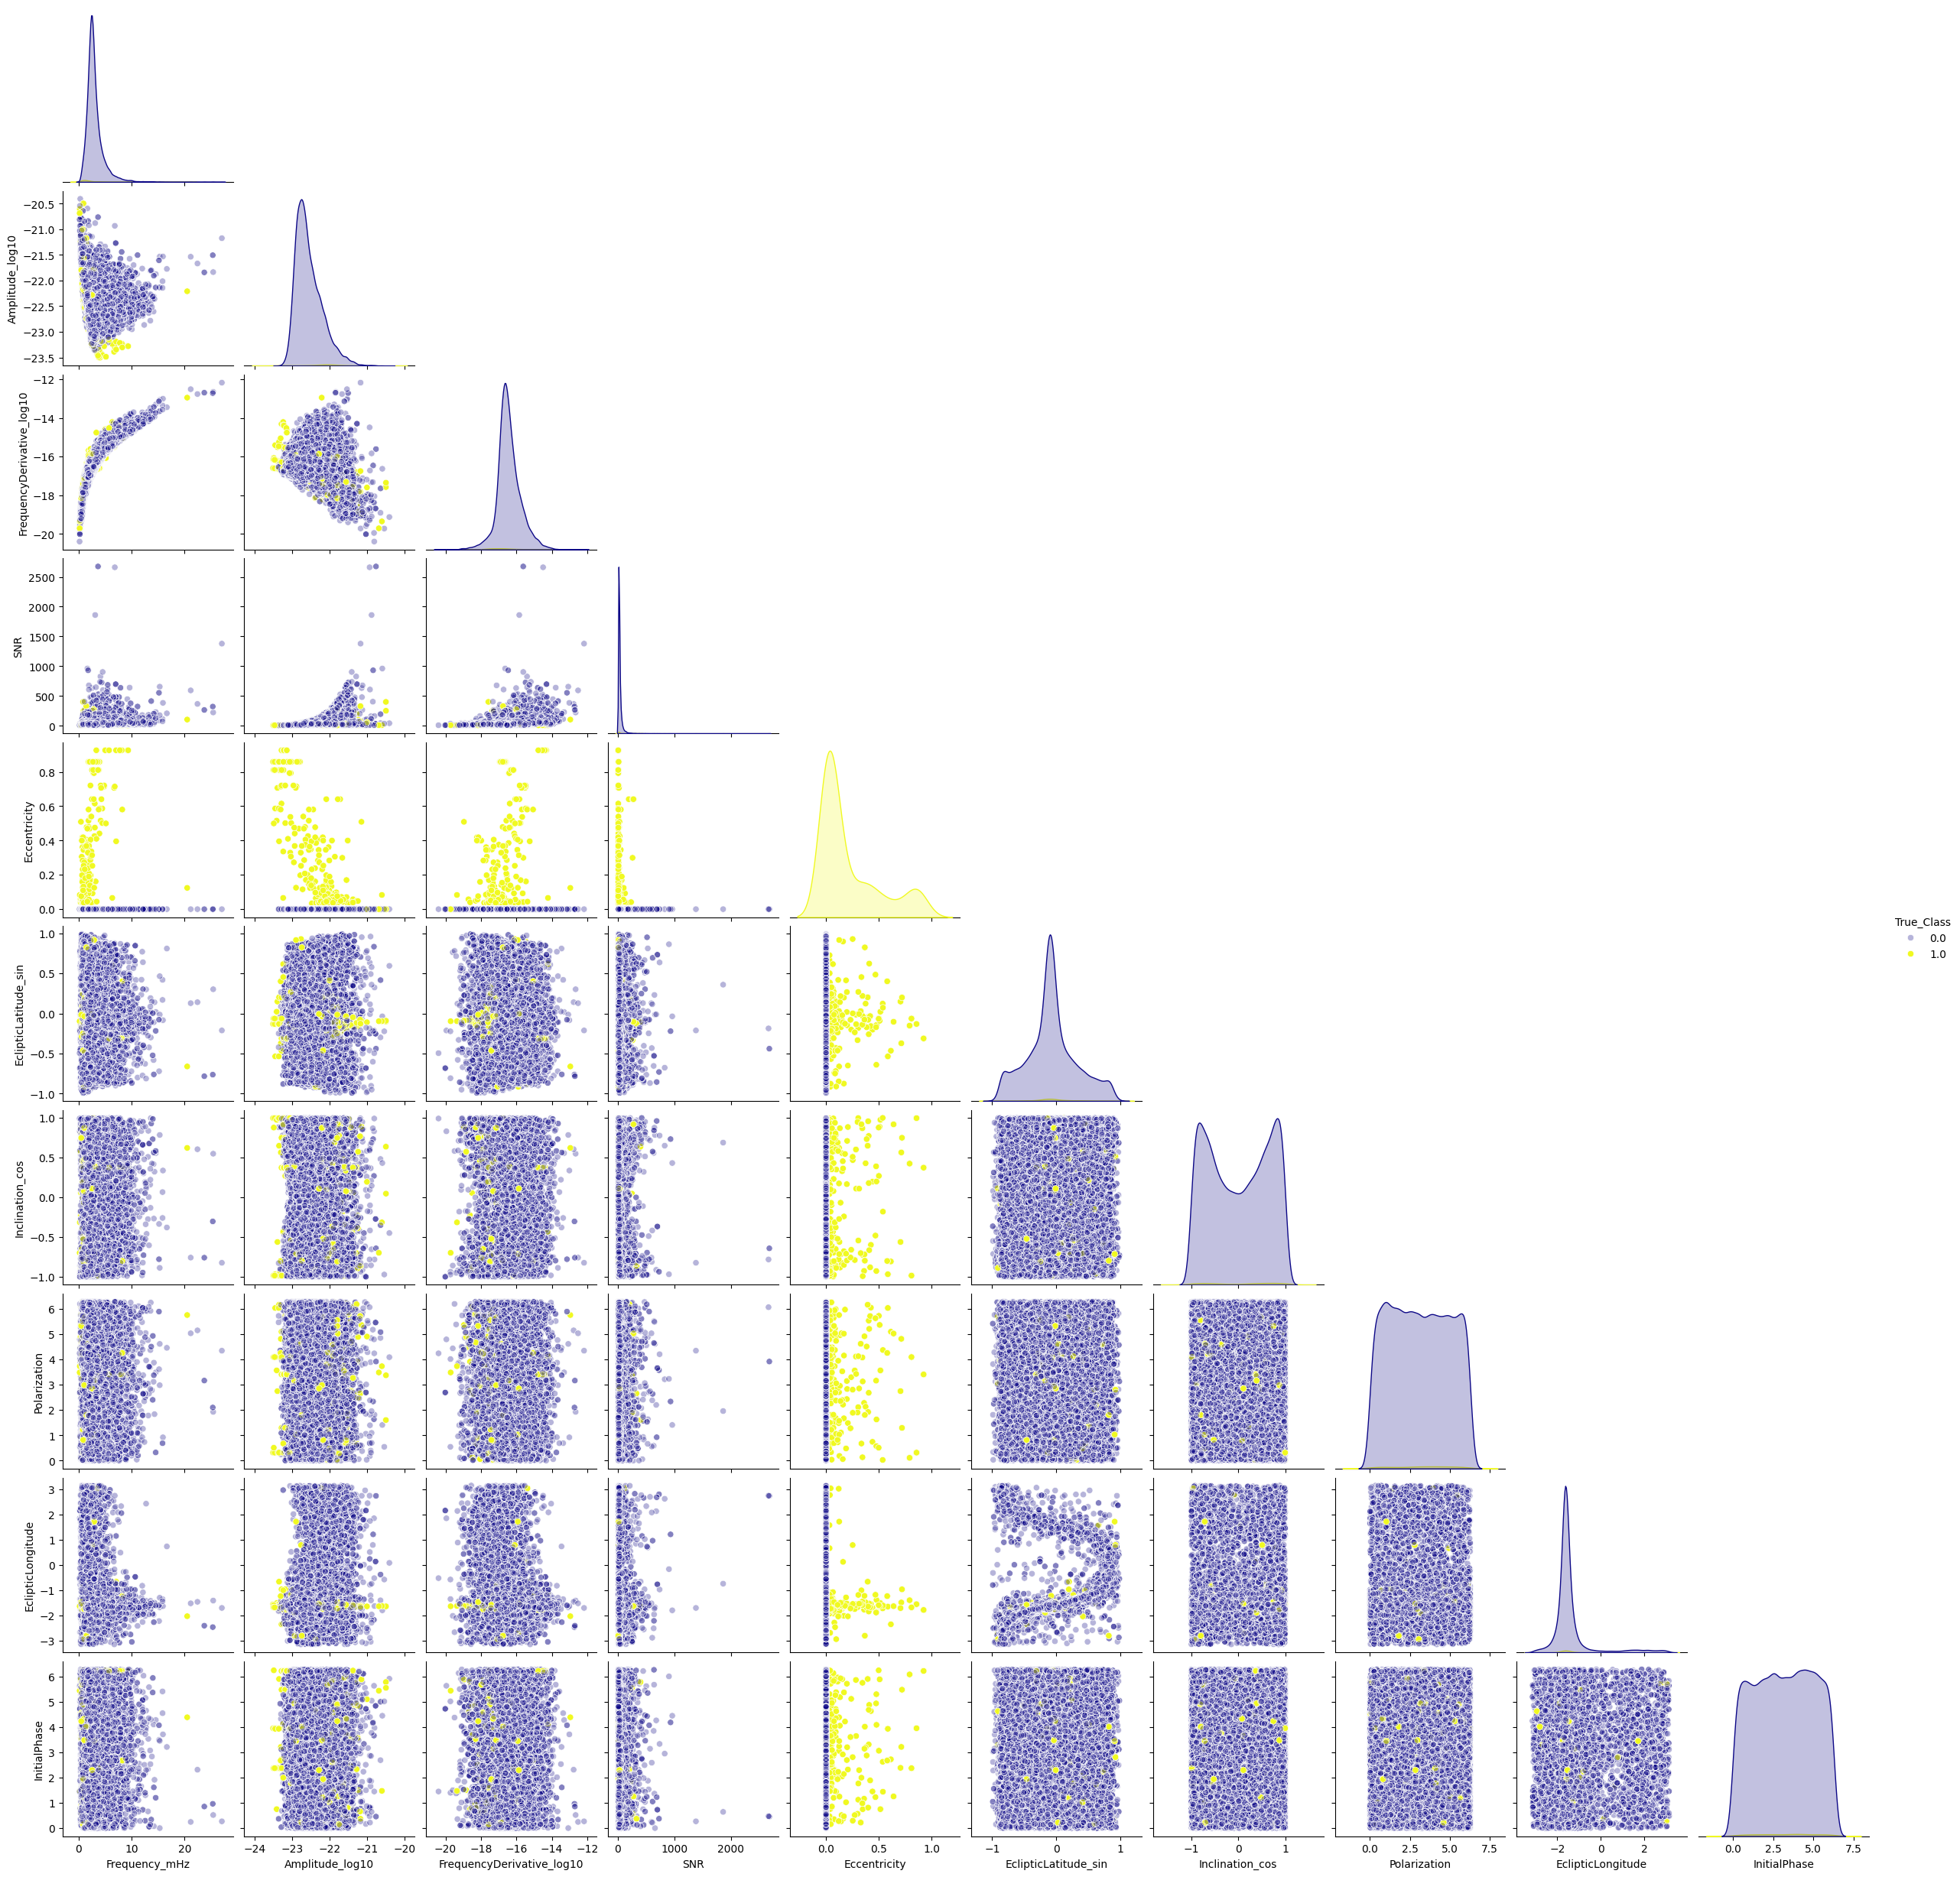 −20.5
−21.0
−21.5
−22.0
−22.5
−23.0
−23.5
Amplitude_log10
−12
−14
−16
−18
−20
FrequencyDerivative_log10
2500
2000
1500
1000
500
0
SNR
0.8
0.6
0.4
0.2
0.0
Eccentricity
True_Class
0.0
1.0
1.0
0.5
0.0
−0.5
−1.0
EclipticLatitude_sin
1.0
0.5
0.0
−0.5
−1.0
Inclination_cos
6
5
4
3
2
1
0
Polarization
3
2
1
0
−1
−2
−3
EclipticLongitude
6
5
4
3
2
1
0
InitialPhase
0 10 20
−24 −23 −22 −21 −20
−20 −18 −16 −14 −12
0 1000 2000
0.0 0.5 1.0
−1 0 1
−1 0 1
0.0 2.5 5.0 7.5
−2 0 2
0.0 2.5 5.0 7.5
Frequency_mHz
Amplitude_log10
FrequencyDerivative_log10
SNR
Eccentricity
EclipticLatitude_sin
Inclination_cos
Polarization
EclipticLongitude
InitialPhase